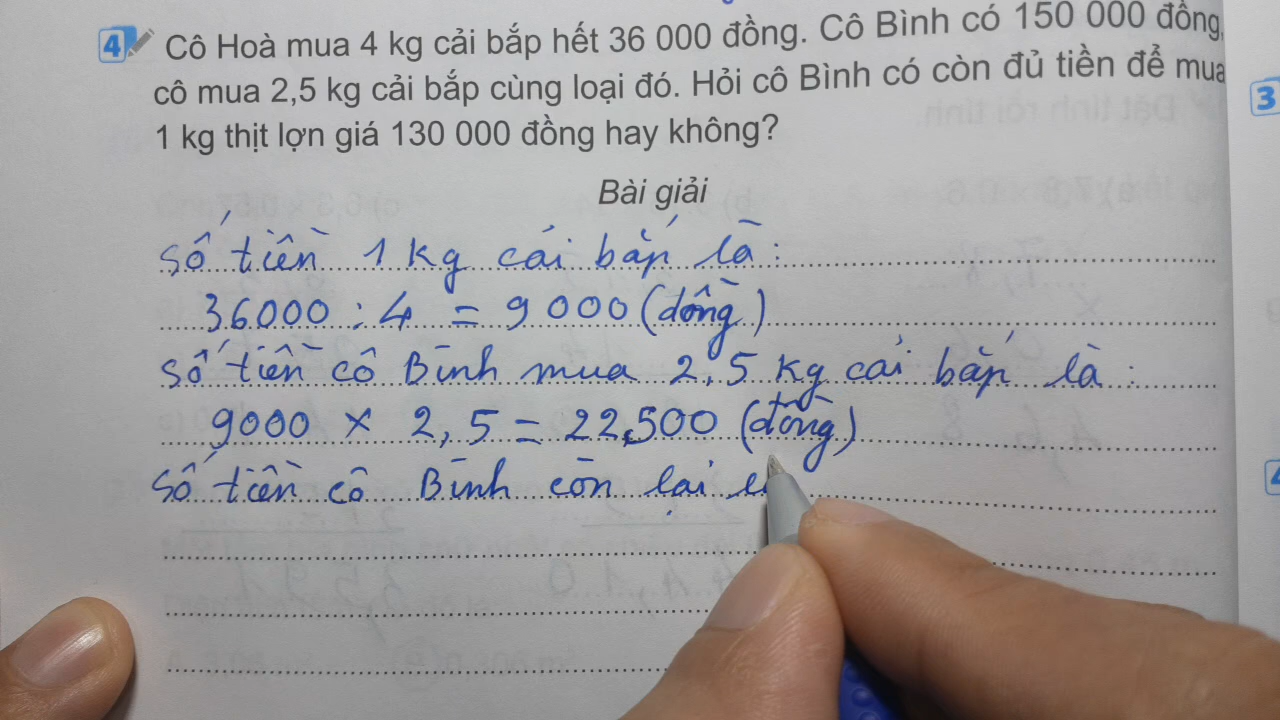 4 Cô Hoà mua 4 kg cải bắp hết 36 000 đồng. Cô Bình có 150 000 đồng,
cô mua 2,5 kg cải bắp cùng loại đó. Hỏi cô Bình có còn đủ tiền để mua
1 kg thịt lợn giá 130 000 đồng hay không?
3
Bài giải
Số tiền 1 kg cải bắp là:
36000 : 4 = 9 000 (đồng)
Số tiền cô Bình mua 2,5 kg cải bắp là:
9000 × 2,5 = 22,500 (đồng)
Số tiền cô Bình còn lại l